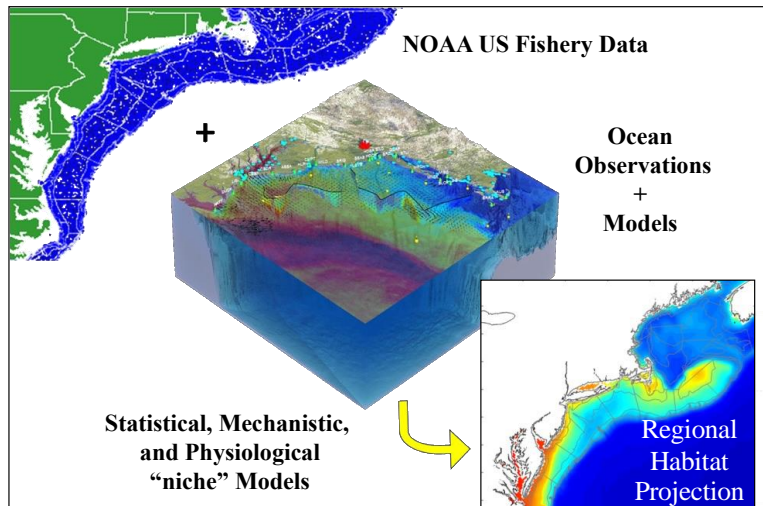 NOAA US Fishery Data
+
Ocean
Observations
+
Models
Statistical, Mechanistic,
and Physiological
“niche” Models
Regional
Habitat
Projection